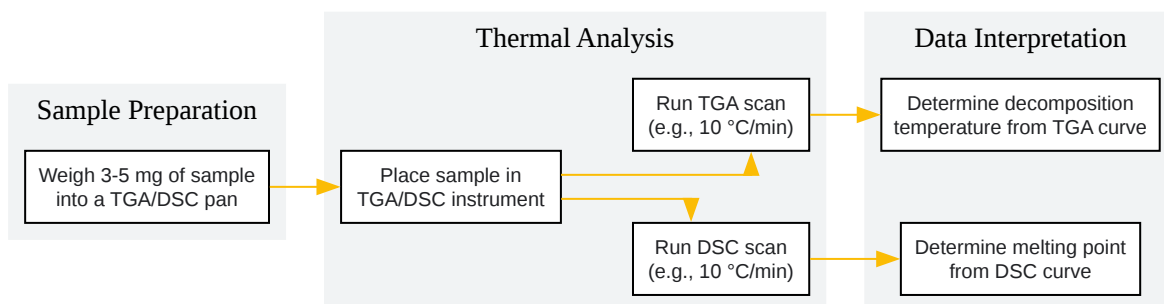 Sample Preparation
Weigh 3-5 mg of sample
into a TGA/DSC pan
Thermal Analysis
Place sample in
TGA/DSC instrument
Run TGA scan
(e.g., 10 °C/min)
Run DSC scan
(e.g., 10 °C/min)
Data Interpretation
Determine decomposition
temperature from TGA curve
Determine melting point
from DSC curve